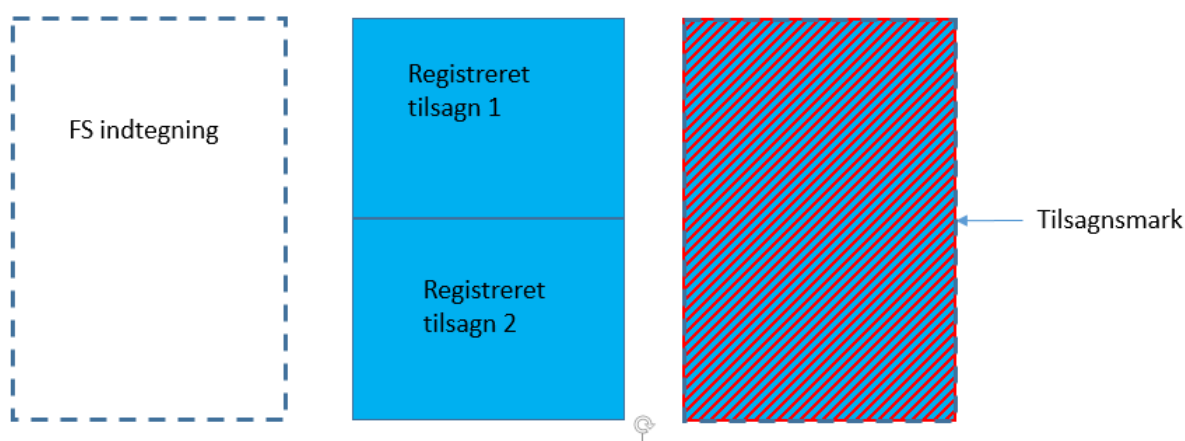 FS indtegning
Registreret
tilsagn 1
Registreret
tilsagn 2
Tilsagnsmark